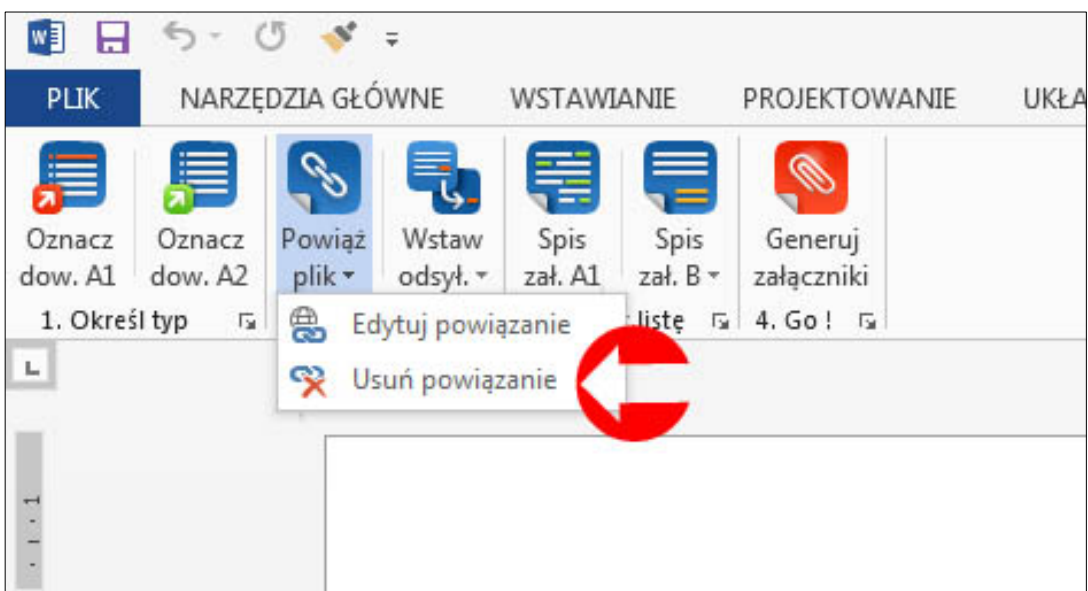 PLIK NARZĘDZIA GŁÓWNE WSTAWIANIE PROJEKTOWANIE UKŁA
Oznacz dow. A1
Oznacz dow. A2
Powiąż plik
Wstaw odsył.
Spis zał. A1
Spis zał. B
Generuj załączniki
1. Określ typ
listę
4. Go !
Edytuj powiązanie
Usuń powiązanie
L
1